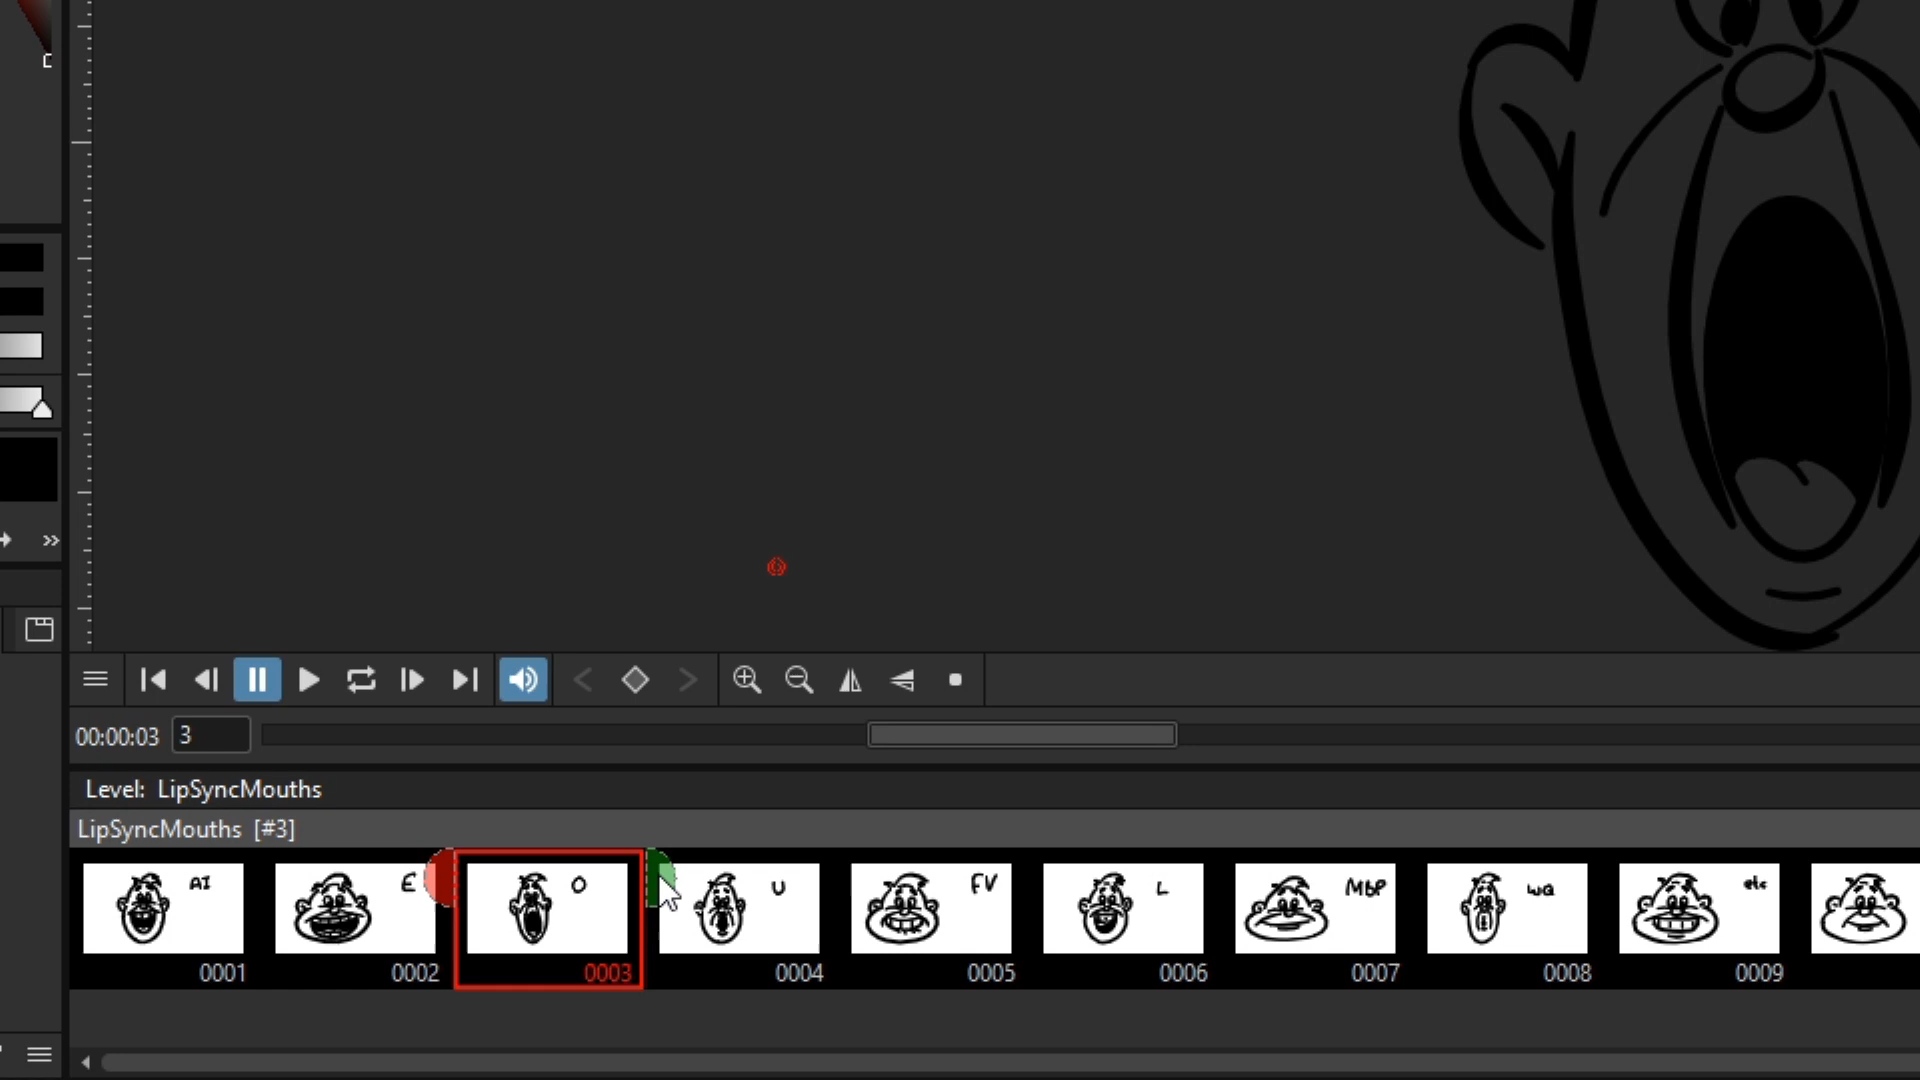 00:00:03 3
Level: LipSyncMouths
LipSyncMouths [#3]
AI E O U FV L MBP WQ etc
0001 0002 0003 0004 0005 0006 0007 0008 0009